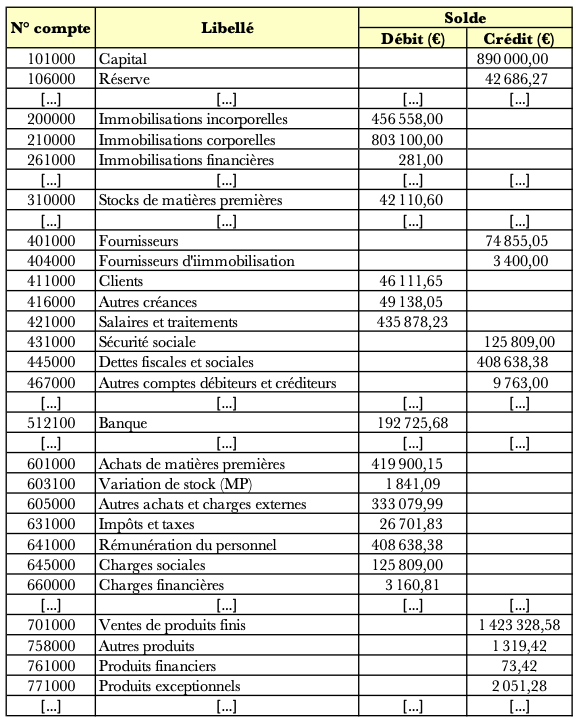 N° compte Libellé Solde
Débit (€) Crédit (€)
101000 Capital 890 000,00
106000 Réserve 42 686,27
[...] [...] [...] [...]
200000 Immobilisations incorporelles 456 558,00
210000 Immobilisations corporelles 803 100,00
261000 Immobilisations financières 281,00
[...] [...] [...] [...]
310000 Stocks de matières premières 42 110,60
[...] [...] [...] [...]
401000 Fournisseurs 74 855,05
404000 Fournisseurs d'iimmobilisation 3 400,00
411000 Clients 46 111,65
416000 Autres créances 49 138,05
421000 Salaires et traitements 435 878,23
431000 Sécurité sociale 125 809,00
445000 Dettes fiscales et sociales 408 638,38
467000 Autres comptes débiteurs et créditeurs 9 763,00
[...] [...] [...] [...]
512100 Banque 192 725,68
[...] [...] [...] [...]
601000 Achats de matières premières 419 900,15
603100 Variation de stock (MP) 1 841,09
605000 Autres achats et charges externes 333 079,99
631000 Impôts et taxes 26 701,83
641000 Rémunération du personnel 408 638,38
645000 Charges sociales 125 809,00
660000 Charges financières 3 160,81
[...] [...] [...] [...]
701000 Ventes de produits finis 1 423 328,58
758000 Autres produits 1 319,42
761000 Produits financiers 73,42
771000 Produits exceptionnels 2 051,28
[...] [...] [...] [...]